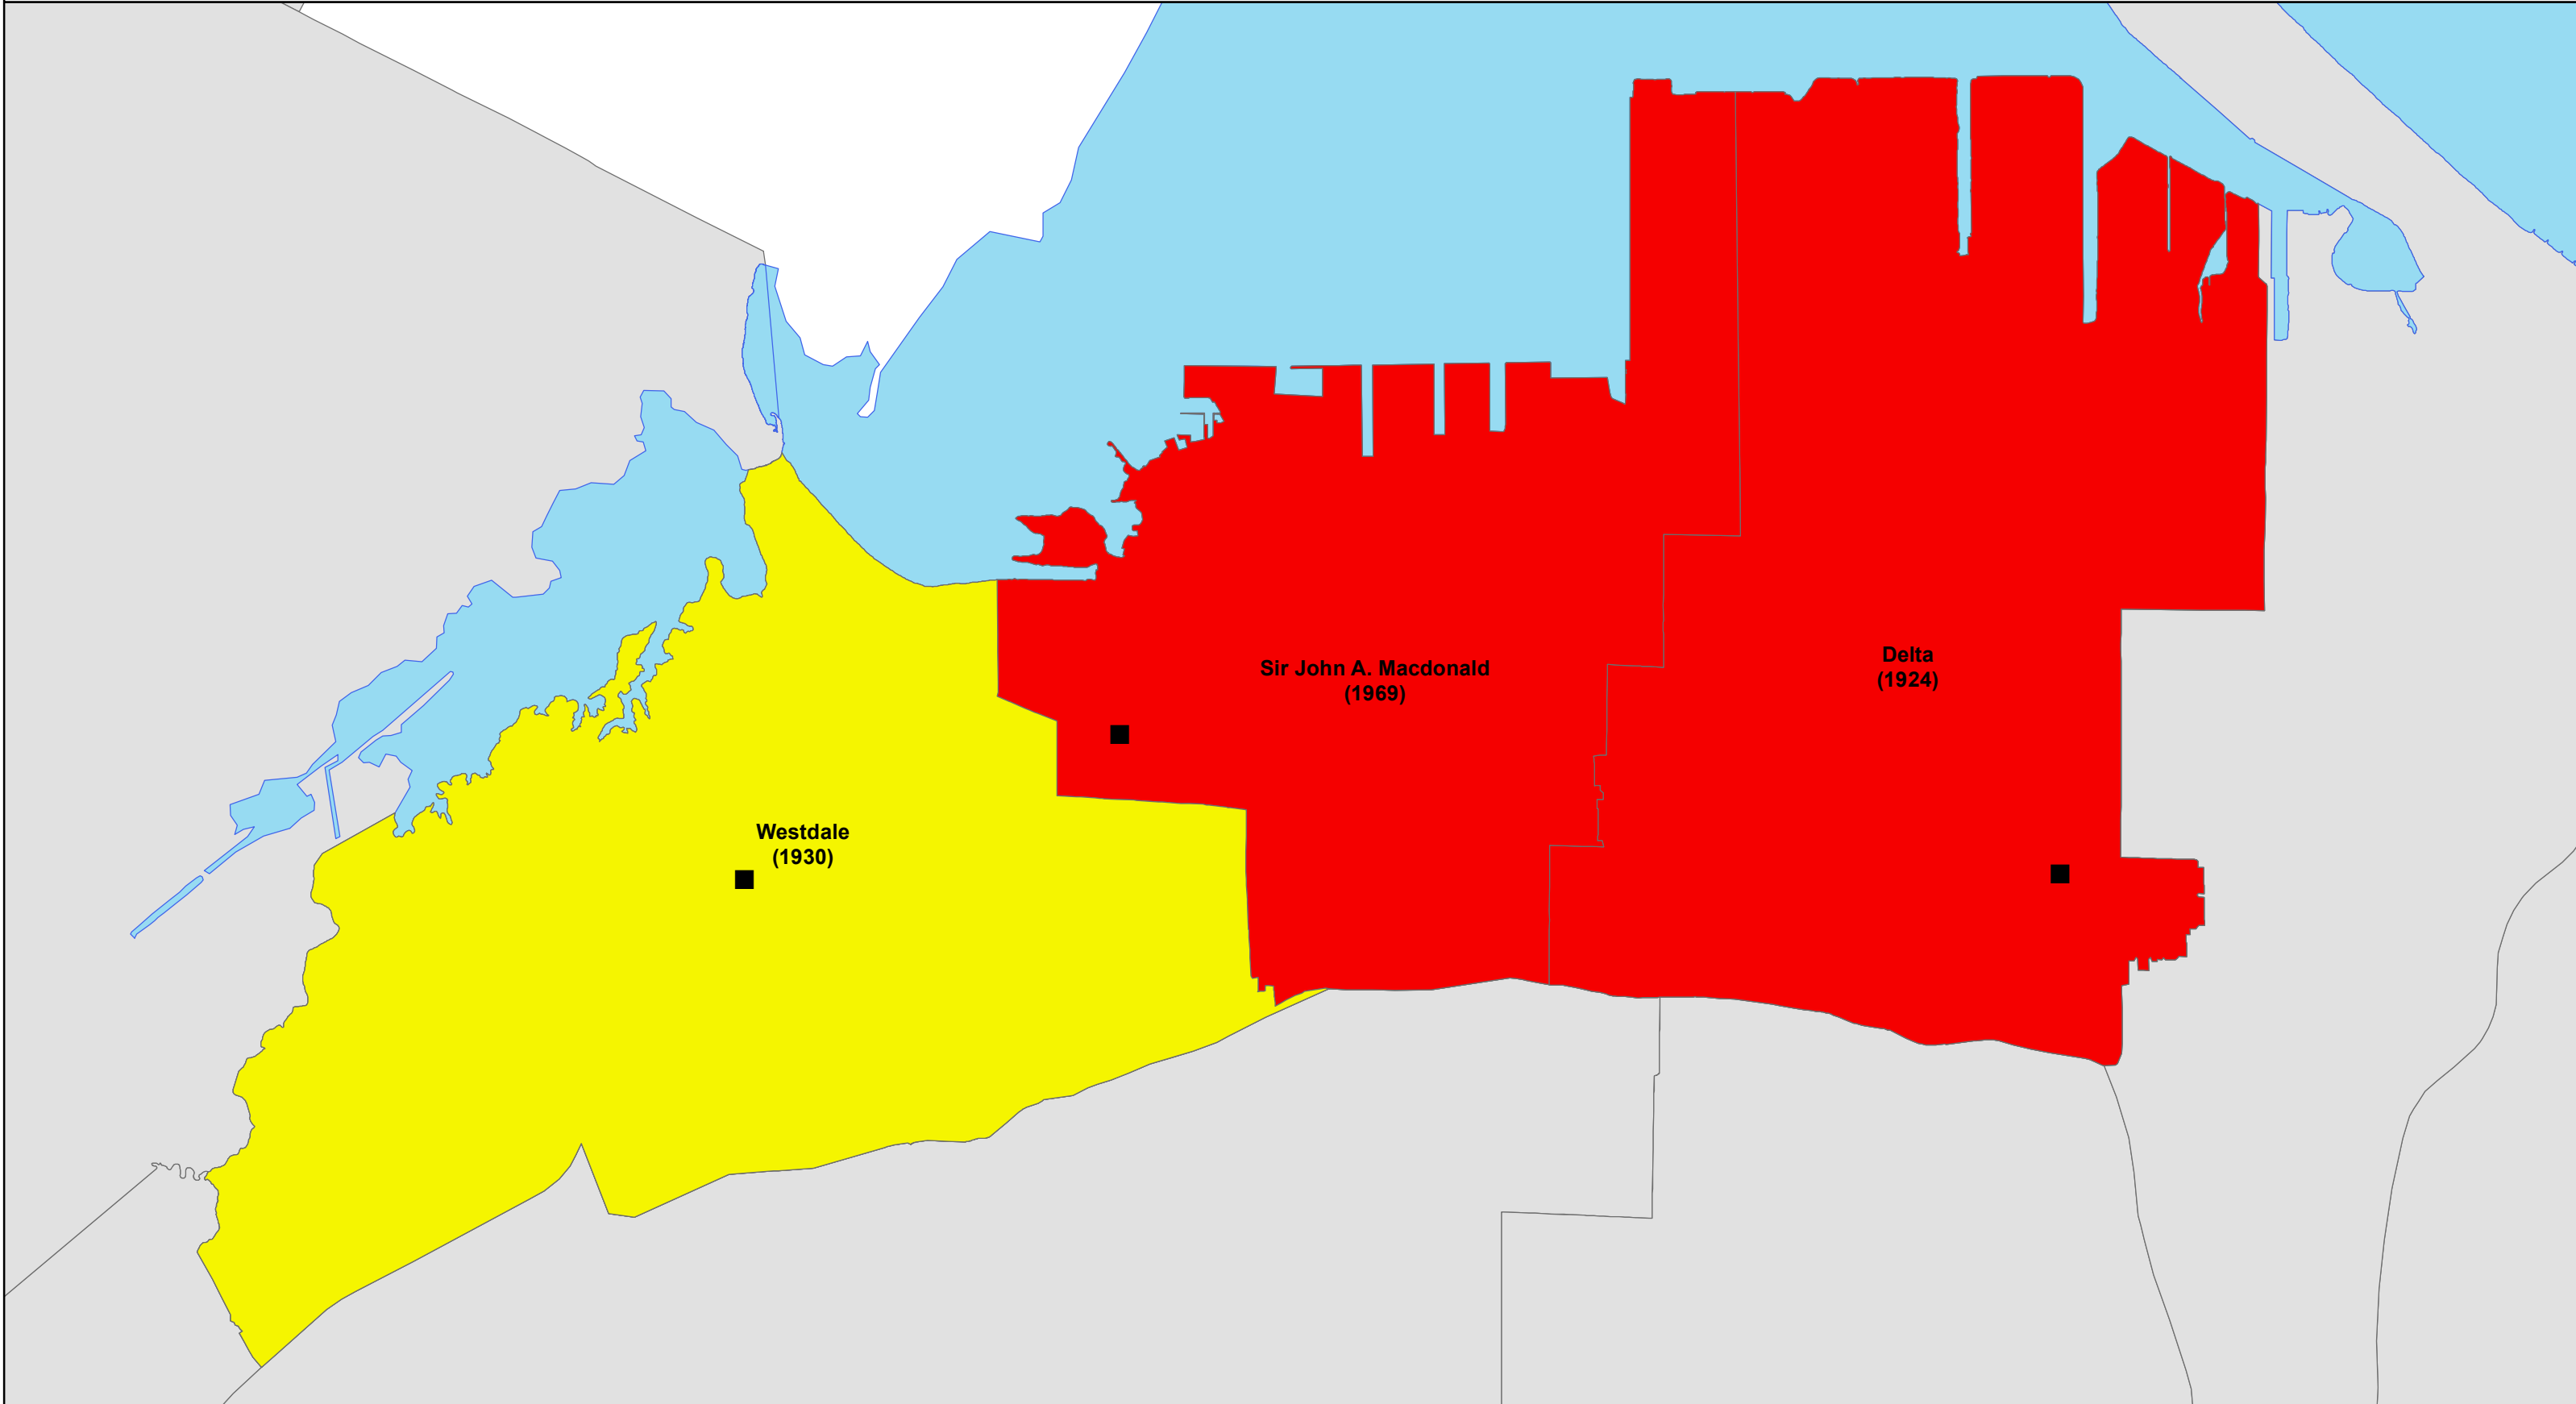 Westdale
(1930)
Sir John A. Macdonald
(1969)
Delta
(1924)